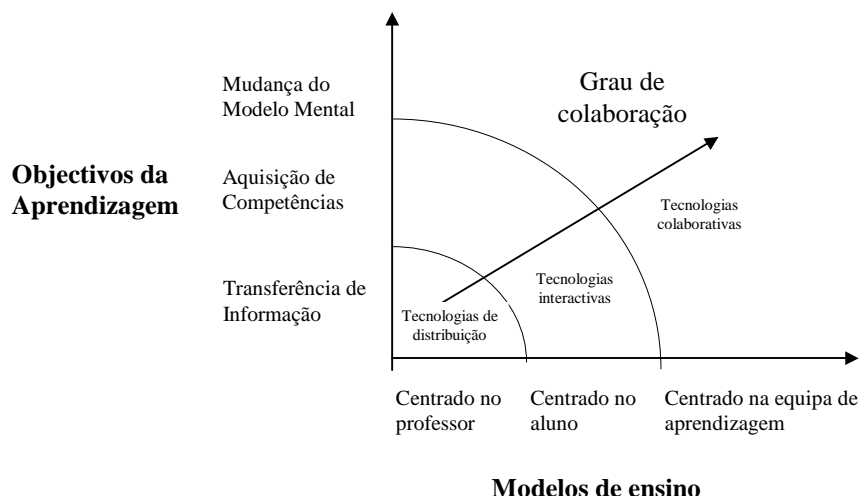 Mudança do
Modelo Mental
Grau de
colaboração
Objectivos da
Aprendizagem
Aquisição de
Competências
Tecnologias
colaborativas
Transferência de
Informação
Tecnologias
interactivas
Tecnologias de
distribuição
Centrado no
professor
Centrado no
aluno
Centrado na equipa de
aprendizagem
Modelos de ensino